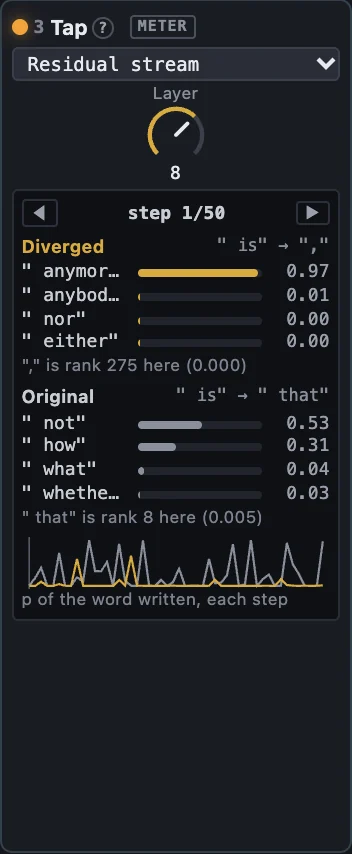 3 Tap ? METER
Residual stream
Layer
8
step 1/50
Diverged " is" → ","
" anymor… 0.97
" anybod… 0.01
" nor" 0.00
" either" 0.00
"," is rank 275 here (0.000)
Original " is" → " that"
" not" 0.53
" how" 0.31
" what" 0.04
" whethe… 0.03
" that" is rank 8 here (0.005)
p of the word written, each step